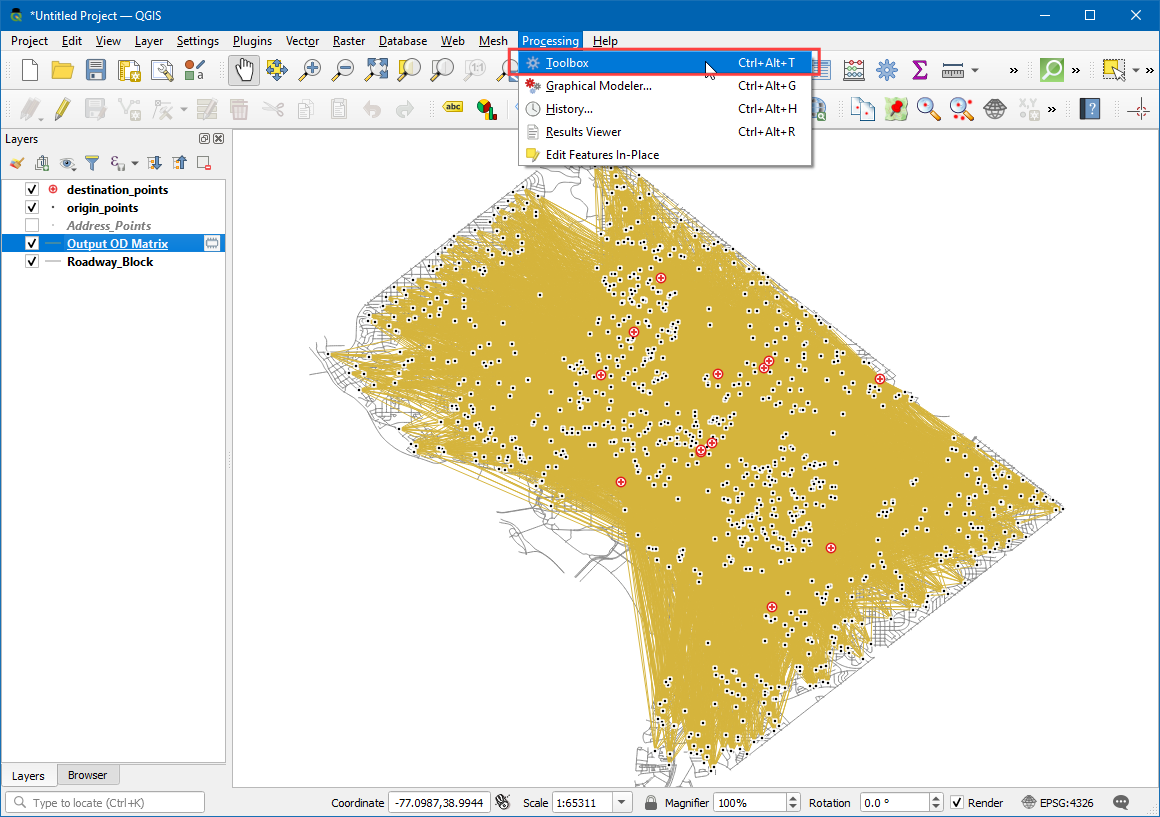 *Untitled Project — QGIS
Project Edit View Layer Settings Plugins Vector Raster Database Web Mesh Processing Help
Toolbox Ctrl+Alt+T
Graphical Modeler... Ctrl+Alt+G
History... Ctrl+Alt+H
Results Viewer Ctrl+Alt+R
Edit Features In-Place
1:1
» » »
abc
X,Y
»
?
Layers
destination_points
origin_points
Address_Points
Output OD Matrix
Roadway_Block
Layers Browser
Type to locate (Ctrl+K) Coordinate -77.0987,38.9944 Scale 1:65311 Magnifier 100% Rotation 0.0 ° Render EPSG:4326